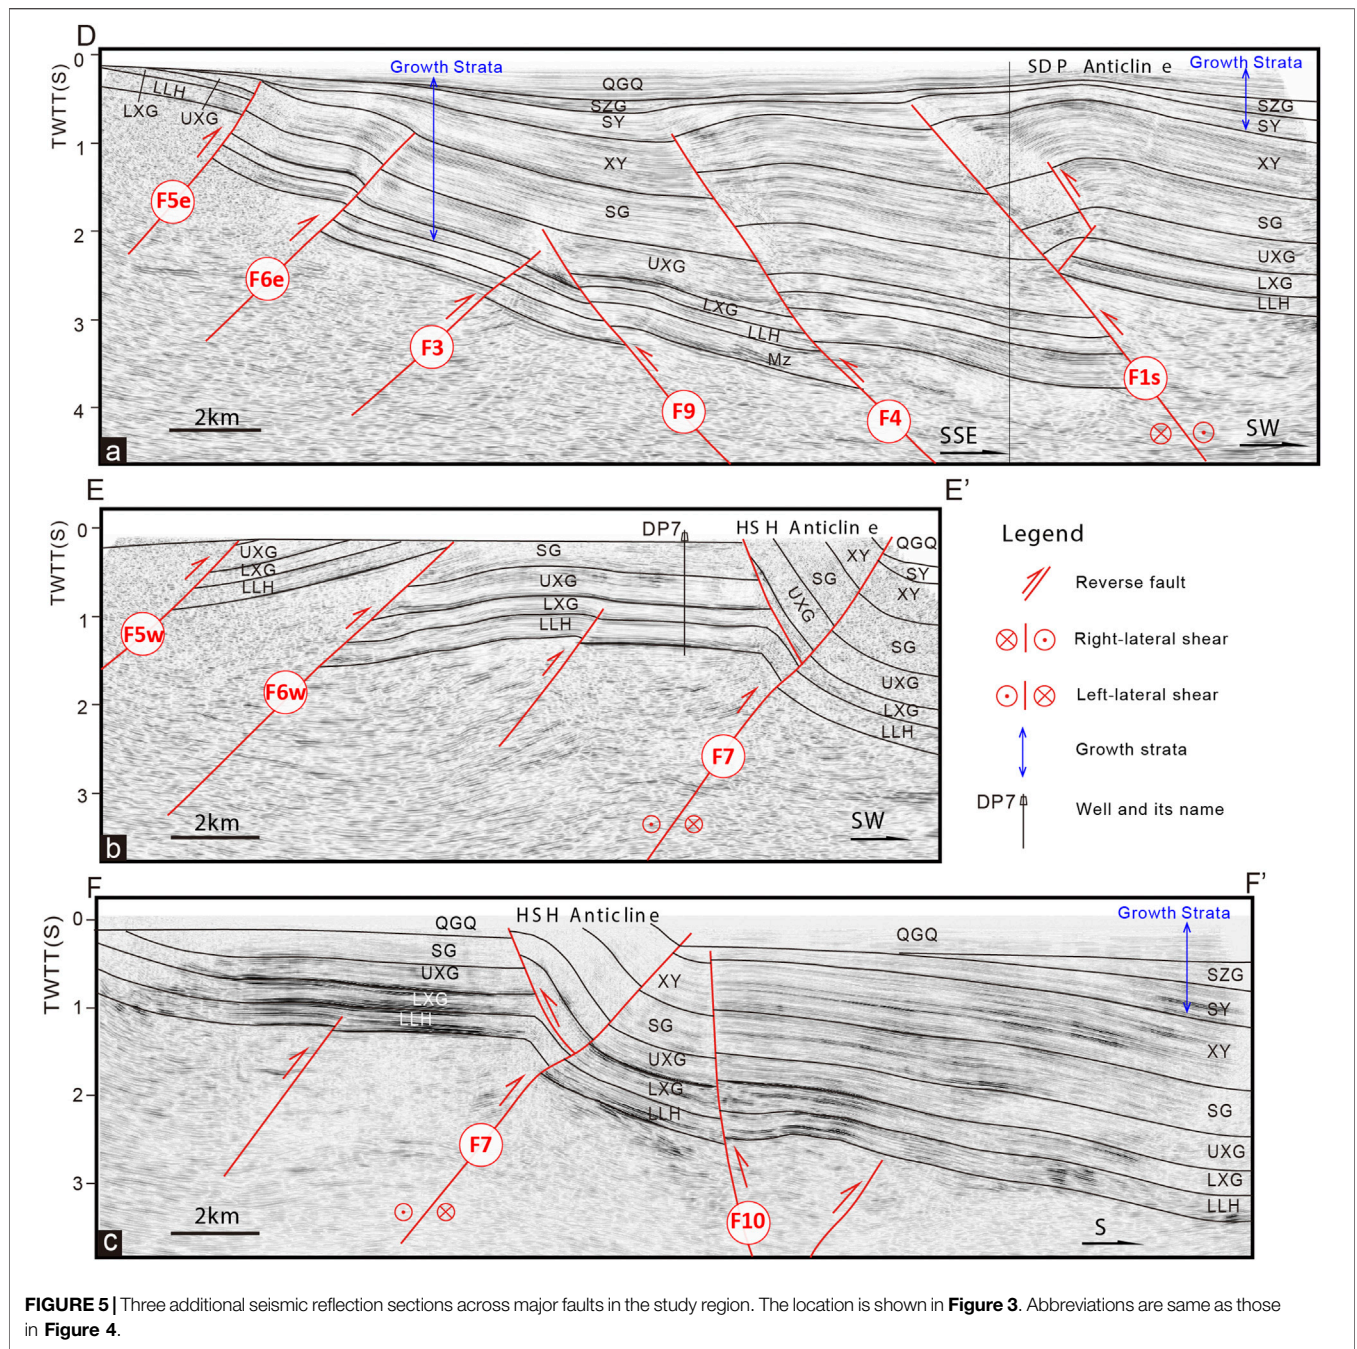 D
TWTT(S)
0
1
2
3
4
Growth Strata
QGQ
SZG
SY
XY
SG
UXG
LXG
LLH
Mz
LLH
LXG
UXG
SDP Anticline
Growth Strata
SZG
SY
XY
SG
UXG
LXG
LLH
F5e
F6e
F3
F9
F4
F1s
2km
SSE
SW
a
E
E’
TWTT(S)
0
1
2
3
UXG
LXG
LLH
SG
UXG
LXG
LLH
DP7
HSH Anticline
UXG
SG
XY
QGQ
SY
XY
SG
UXG
LXG
LLH
F5w
F6w
F7
2km
SW
b
Legend
Reverse fault
Right-lateral shear
Left-lateral shear
Growth strata
DP7
Well and its name
F
F’
TWTT(S)
0
1
2
3
QGQ
SG
UXG
LXG
LLH
HSH Anticline
XY
SG
UXG
LXG
LLH
QGQ
Growth Strata
SZG
SY
XY
SG
UXG
LXG
LLH
F7
F10
2km
S
c
FIGURE 5 | Three additional seismic reflection sections across major faults in the study region. The location is shown in Figure 3. Abbreviations are same as those
in Figure 4.